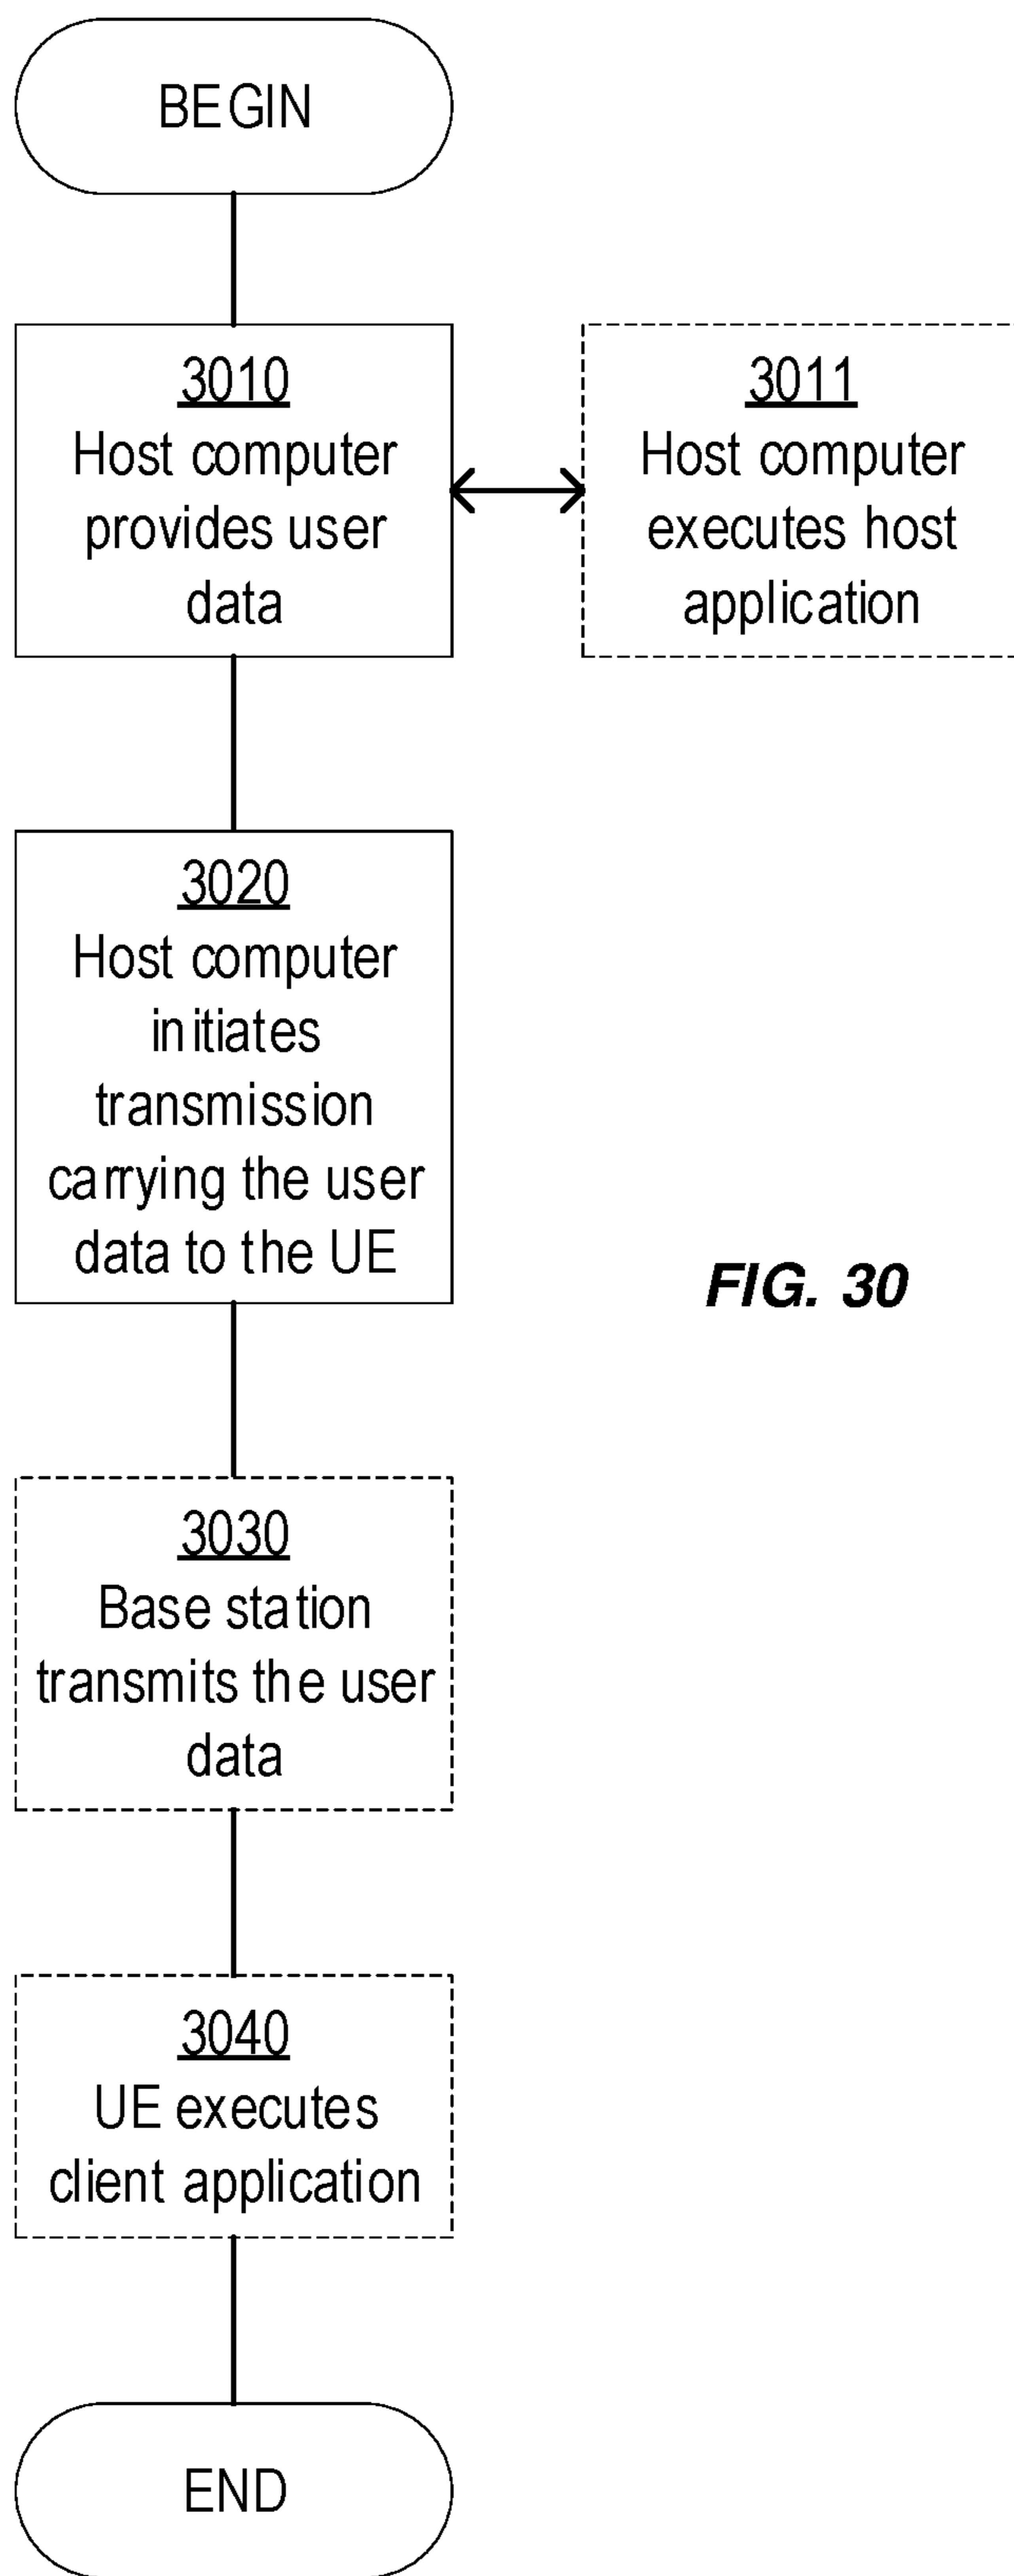 BEGIN
3010
Host computer
provides user
data
3011
Host computer
executes host
application
3020
Host computer
initiates
transmission
carrying the user
data to the UE
FIG. 30
3030
Base station
transmits the user
data
3040
UE executes
client application
END